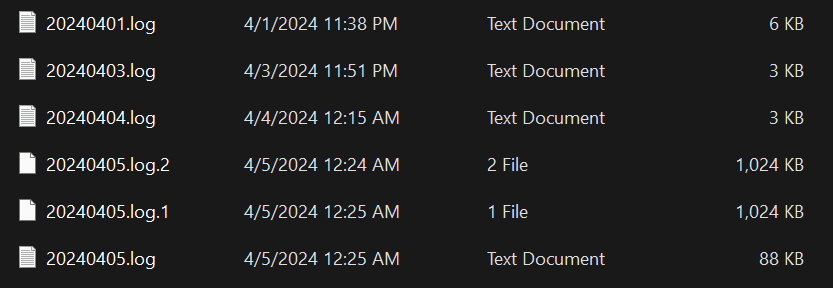 20240401.log 4/1/2024 11:38 PM Text Document 6 KB
20240403.log 4/3/2024 11:51 PM Text Document 3 KB
20240404.log 4/4/2024 12:15 AM Text Document 3 KB
20240405.log.2 4/5/2024 12:24 AM 2 File 1,024 KB
20240405.log.1 4/5/2024 12:25 AM 1 File 1,024 KB
20240405.log 4/5/2024 12:25 AM Text Document 88 KB